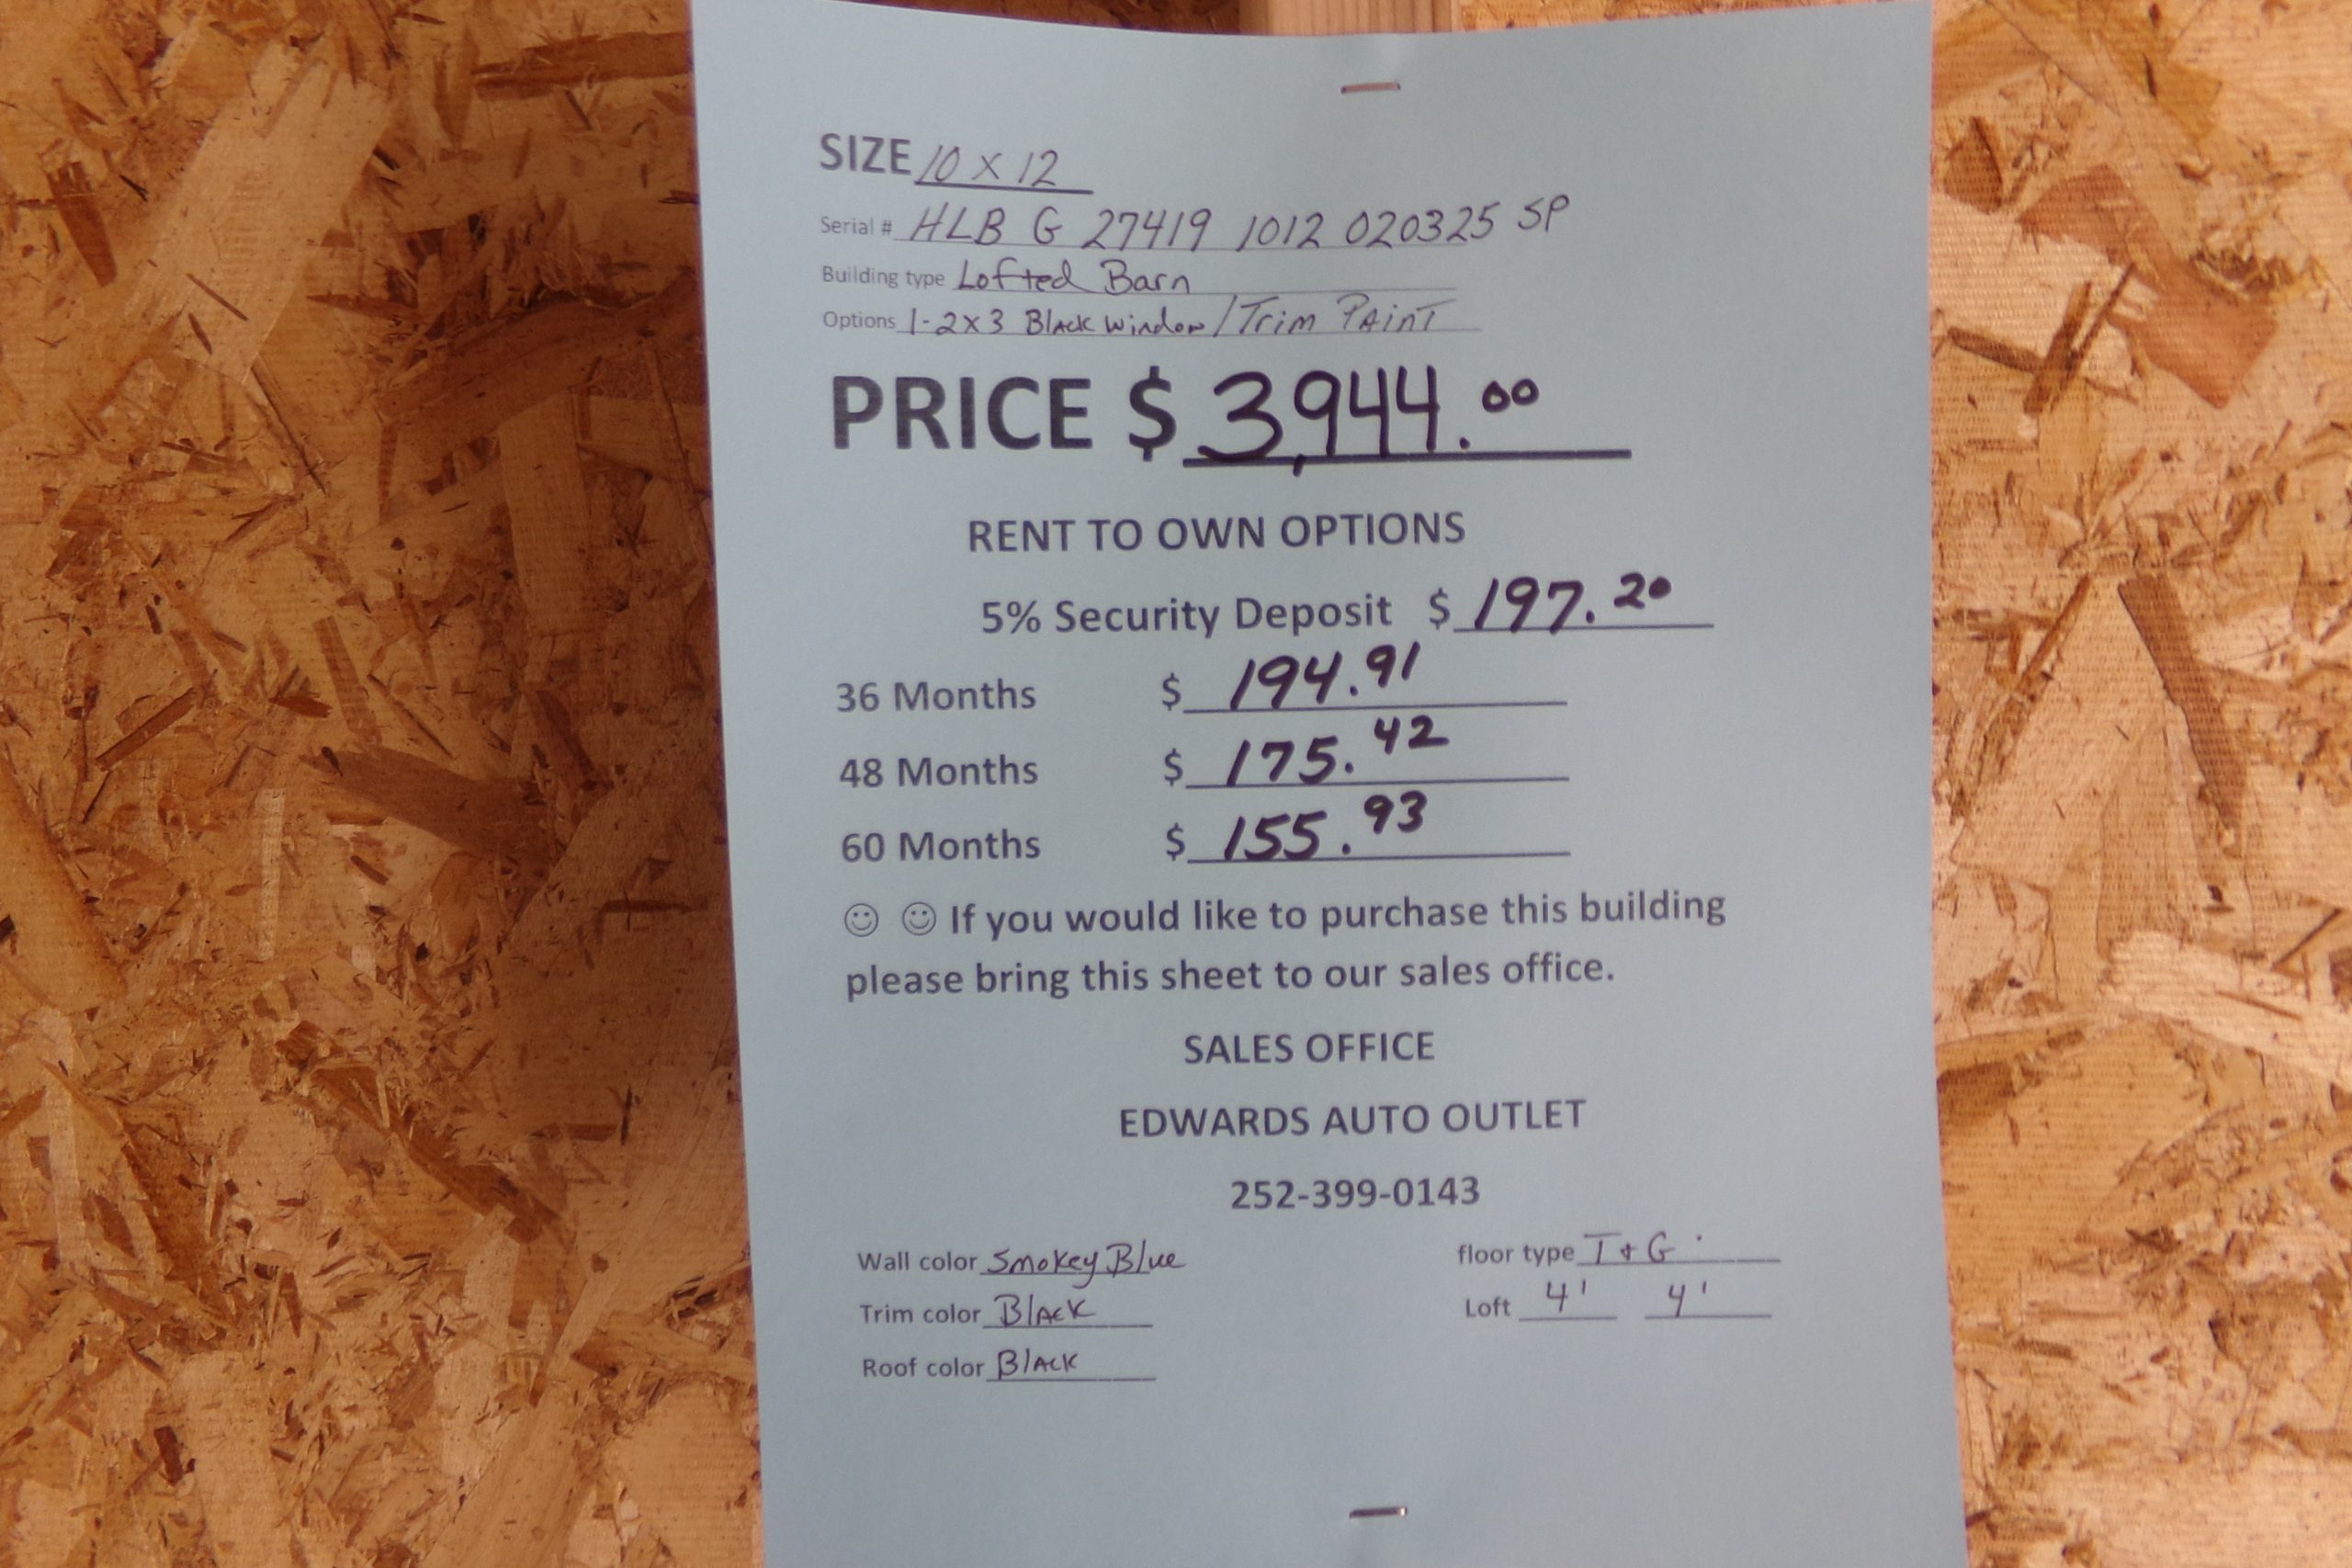 SIZE 10 x 12
Serial # HLB G 27419 1012 020325 SP
Building type Lofted Barn
Options 1-2x3 Black Window / Trim PAinT
PRICE $ 3,944.00
RENT TO OWN OPTIONS
5% Security Deposit $ 197.20
36 Months $ 194.91
48 Months $ 175.42
60 Months $ 155.93
☺ ☺ If you would like to purchase this building
please bring this sheet to our sales office.
SALES OFFICE
EDWARDS AUTO OUTLET
252-399-0143
Wall color Smokey Blue floor type T & G
Trim color Black Loft 4' 4'
Roof color Black